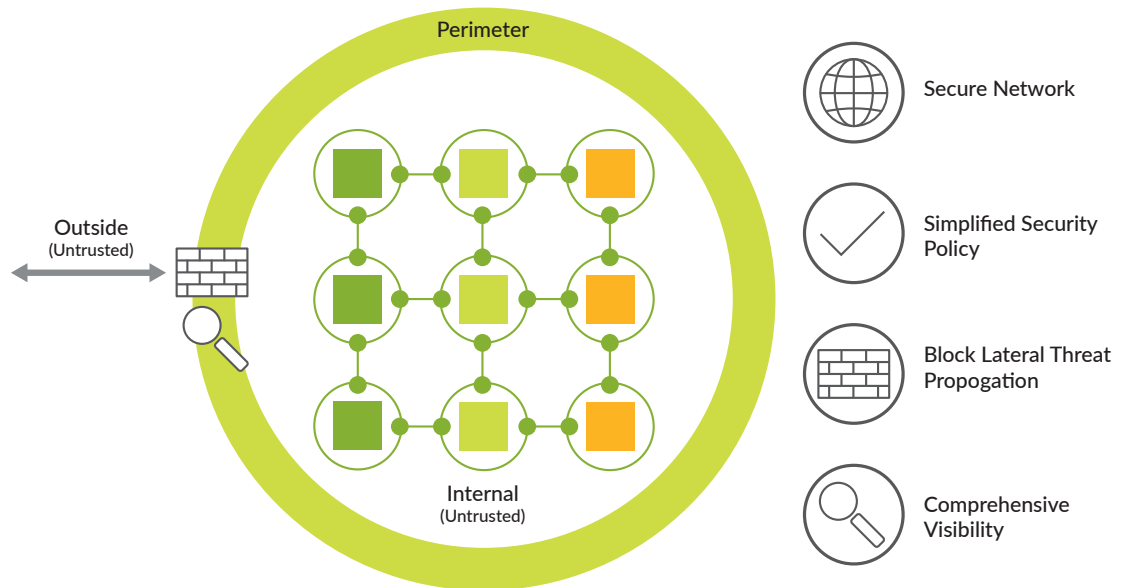 Perimeter
Outside
(Untrusted)
Internal
(Untrusted)
Secure Network
Simplified Security
Policy
Block Lateral Threat
Propogation
Comprehensive
Visibility